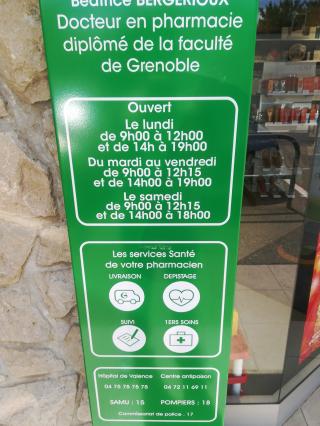 Béatrice BERGERIOUX
Docteur en pharmacie
diplômé de la faculté
de Grenoble
Ouvert
Le lundi
de 9h00 à 12h00
et de 14h à 19h00
Du mardi au vendredi
de 9h00 à 12h15
et de 14h00 à 19h00
Le samedi
de 9h00 à 12h15
et de 14h00 à 18h00
Les services Santé
de votre pharmacien
LIVRAISON DEPISTAGE
SUIVI 1ERS SOINS
Hôpital de Valence Centre antipoison
04 75 75 75 75 04 72 11 69 11
SAMU : 15 POMPIERS : 18
Commissariat de police : 17